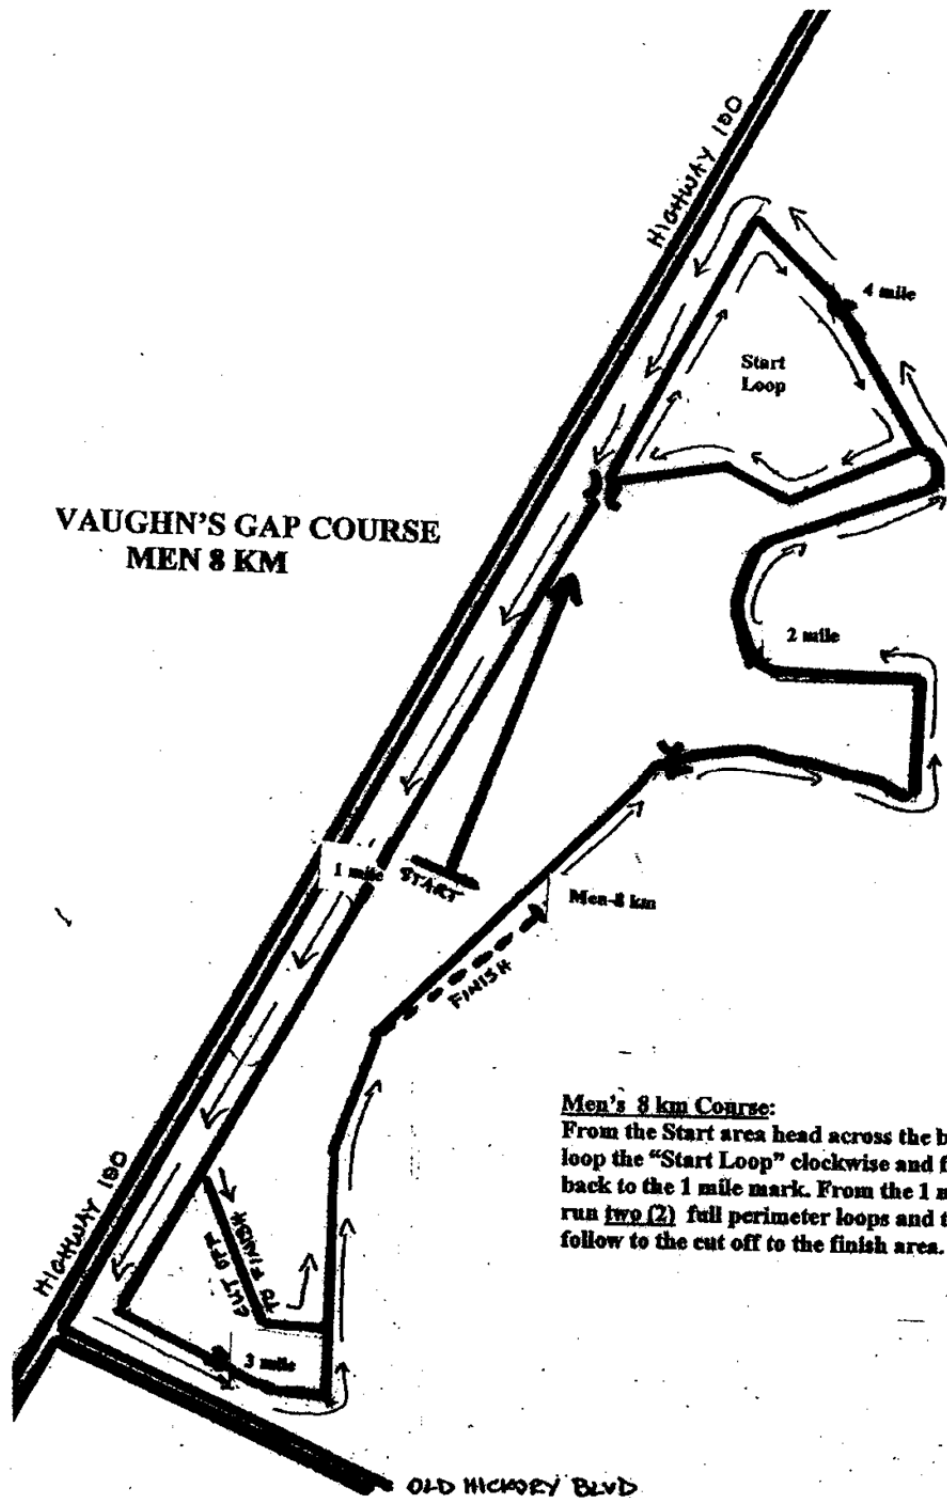 HIGHWAY 100
4 mile
Start
Loop
VAUGHN'S GAP COURSE
MEN 8 KM
2 mile
1 mile
START
Men-8 km
FINISH
Men's 8 km Course:
From the Start area head across the b
loop the "Start Loop" clockwise and f
back to the 1 mile mark. From the 1 m
run two (2) full perimeter loops and t
follow to the cut off to the finish area.
HIGHWAY 100
CUT OFF
TO FINISH
3 mile
OLD HICKORY BLVD